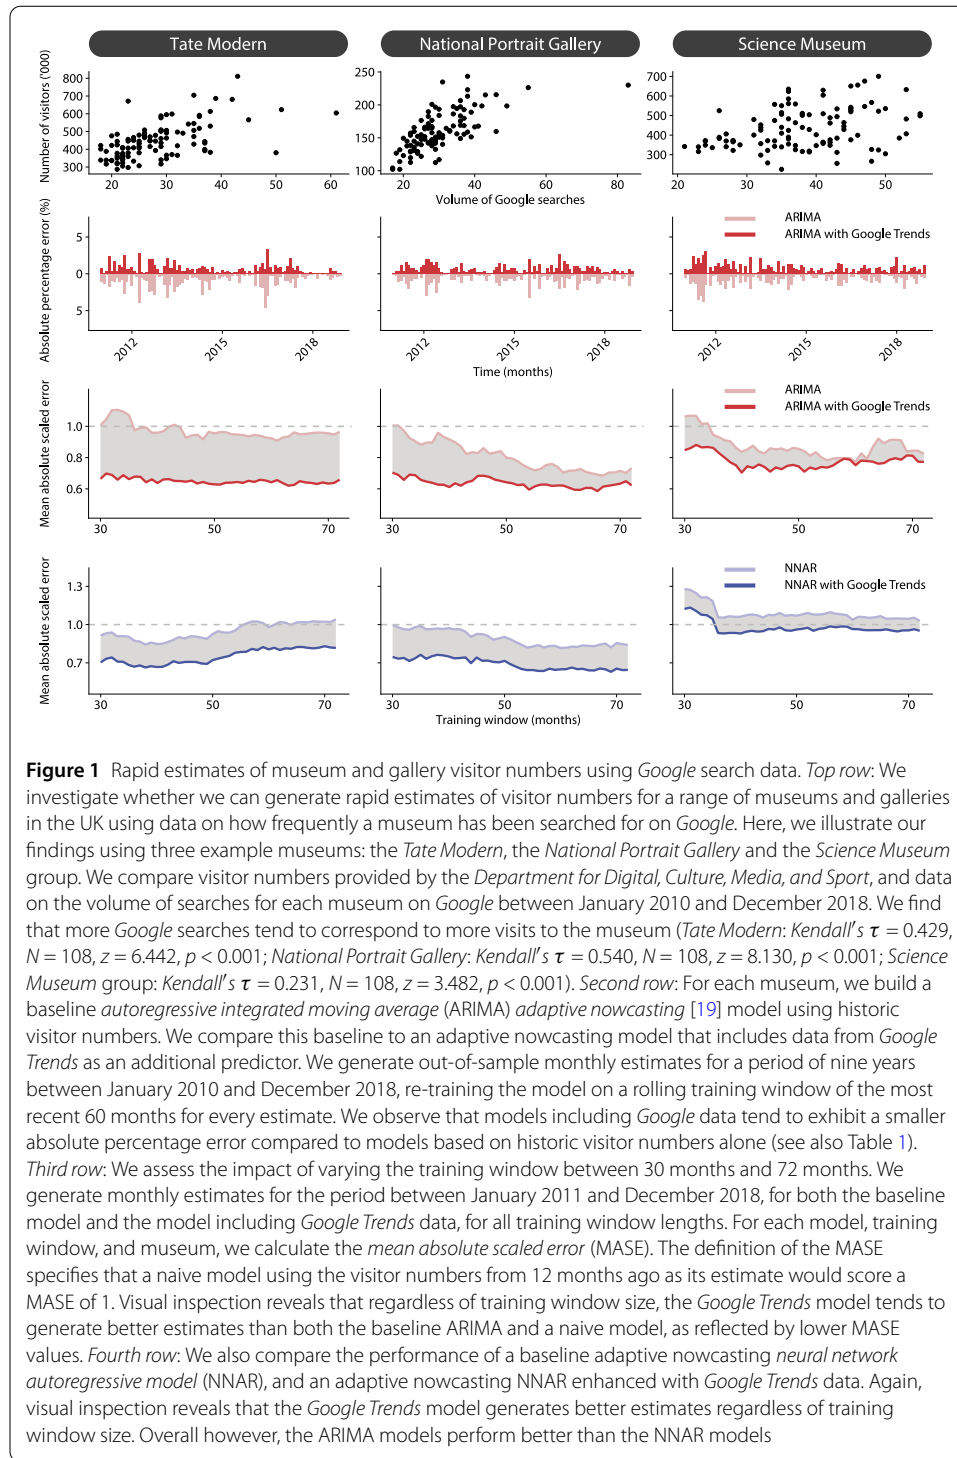 Tate Modern
National Portrait Gallery
Science Museum
Number of visitors ('000)
800
700
600
500
400
300
20
30
40
50
60
250
200
150
100
20
40
60
80
Volume of Google searches
700
600
500
400
300
20
30
40
50
Absolute percentage error (%)
5
0
5
2012
2015
2018
2012
2015
2018
Time (months)
ARIMA
ARIMA with Google Trends
2012
2015
2018
Mean absolute scaled error
1.0
0.8
0.6
30
50
70
30
50
70
ARIMA
ARIMA with Google Trends
30
50
70
Mean absolute scaled error
1.3
1.0
0.7
30
50
70
30
50
70
Training window (months)
NNAR
NNAR with Google Trends
30
50
70
Figure 1 Rapid estimates of museum and gallery visitor numbers using Google search data. Top row: We
investigate whether we can generate rapid estimates of visitor numbers for a range of museums and galleries
in the UK using data on how frequently a museum has been searched for on Google. Here, we illustrate our
findings using three example museums: the Tate Modern, the National Portrait Gallery and the Science Museum
group. We compare visitor numbers provided by the Department for Digital, Culture, Media, and Sport, and data
on the volume of searches for each museum on Google between January 2010 and December 2018. We find
that more Google searches tend to correspond to more visits to the museum (Tate Modern: Kendall's τ = 0.429,
N = 108, z = 6.442, p < 0.001; National Portrait Gallery: Kendall's τ = 0.540, N = 108, z = 8.130, p < 0.001; Science
Museum group: Kendall's τ = 0.231, N = 108, z = 3.482, p < 0.001). Second row: For each museum, we build a
baseline autoregressive integrated moving average (ARIMA) adaptive nowcasting [19] model using historic
visitor numbers. We compare this baseline to an adaptive nowcasting model that includes data from Google
Trends as an additional predictor. We generate out-of-sample monthly estimates for a period of nine years
between January 2010 and December 2018, re-training the model on a rolling training window of the most
recent 60 months for every estimate. We observe that models including Google data tend to exhibit a smaller
absolute percentage error compared to models based on historic visitor numbers alone (see also Table 1).
Third row: We assess the impact of varying the training window between 30 months and 72 months. We
generate monthly estimates for the period between January 2011 and December 2018, for both the baseline
model and the model including Google Trends data, for all training window lengths. For each model, training
window, and museum, we calculate the mean absolute scaled error (MASE). The definition of the MASE
specifies that a naive model using the visitor numbers from 12 months ago as its estimate would score a
MASE of 1. Visual inspection reveals that regardless of training window size, the Google Trends model tends to
generate better estimates than both the baseline ARIMA and a naive model, as reflected by lower MASE
values. Fourth row: We also compare the performance of a baseline adaptive nowcasting neural network
autoregressive model (NNAR), and an adaptive nowcasting NNAR enhanced with Google Trends data. Again,
visual inspection reveals that the Google Trends model generates better estimates regardless of training
window size. Overall however, the ARIMA models perform better than the NNAR models